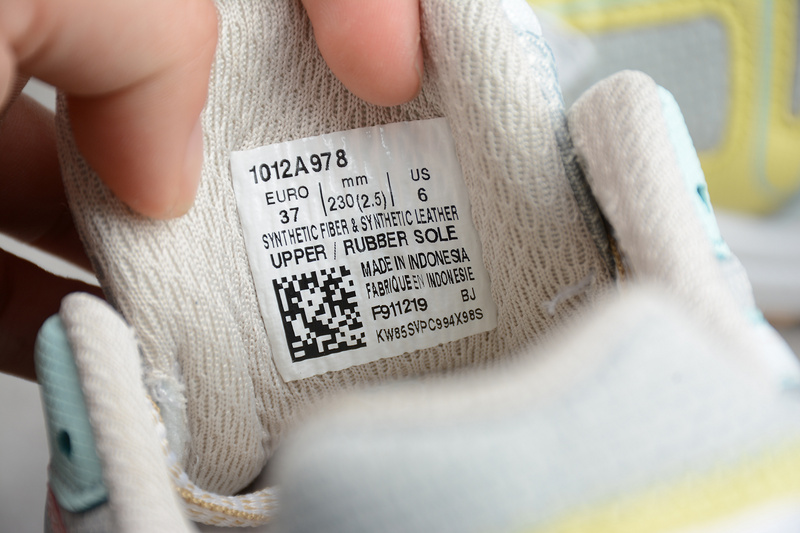 1012A978
EURO | mm | US
37 | 230(2.5) | 6
SYNTHETIC FIBER & SYNTHETIC LEATHER
UPPER / RUBBER SOLE
MADE IN INDONESIA
FABRIQUE EN INDONESIE
F911219 BJ
KW85SVPC994X98S